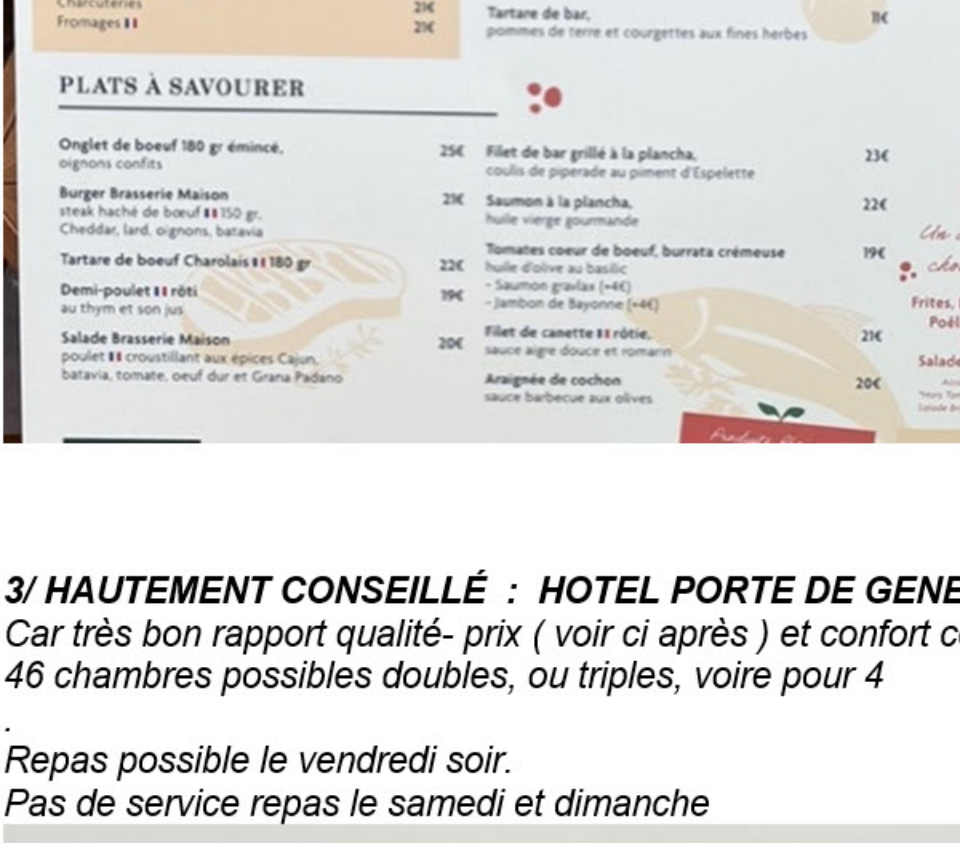 Charcuteries 21€
Fromages 21€
Tartare de bar, 11€
pommes de terre et courgettes aux fines herbes
PLATS À SAVOURER
Onglet de boeuf 180 gr émincé, 25€
oignons confits
Burger Brasserie Maison 21€
steak haché de bœuf 150 gr,
Cheddar, lard, oignons, batavia
Tartare de boeuf Charolais 180 gr 22€
Demi-poulet rôti 19€
au thym et son jus
Salade Brasserie Maison 20€
poulet croustillant aux épices Cajun,
batavia, tomate, oeuf dur et Grana Padano
Filet de bar grillé à la plancha, 23€
coulis de piperade au piment d'Espelette
Saumon à la plancha, 22€
huile vierge gourmande
Tomates coeur de boeuf, burrata crémeuse 19€
huile d'olive au basilic
- Saumon gravlax (+4€)
- Jambon de Bayonne (+4€)
Filet de canette rôtie, 21€
sauce aigre douce et romarin
Araignée de cochon 20€
sauce barbecue aux olives
Un
Frites,
Salade
Produits
3/ HAUTEMENT CONSEILLÉ : HOTEL PORTE DE GENE
Car très bon rapport qualité- prix ( voir ci après ) et confort
46 chambres possibles doubles, ou triples, voire pour 4
.
Repas possible le vendredi soir.
Pas de service repas le samedi et dimanche